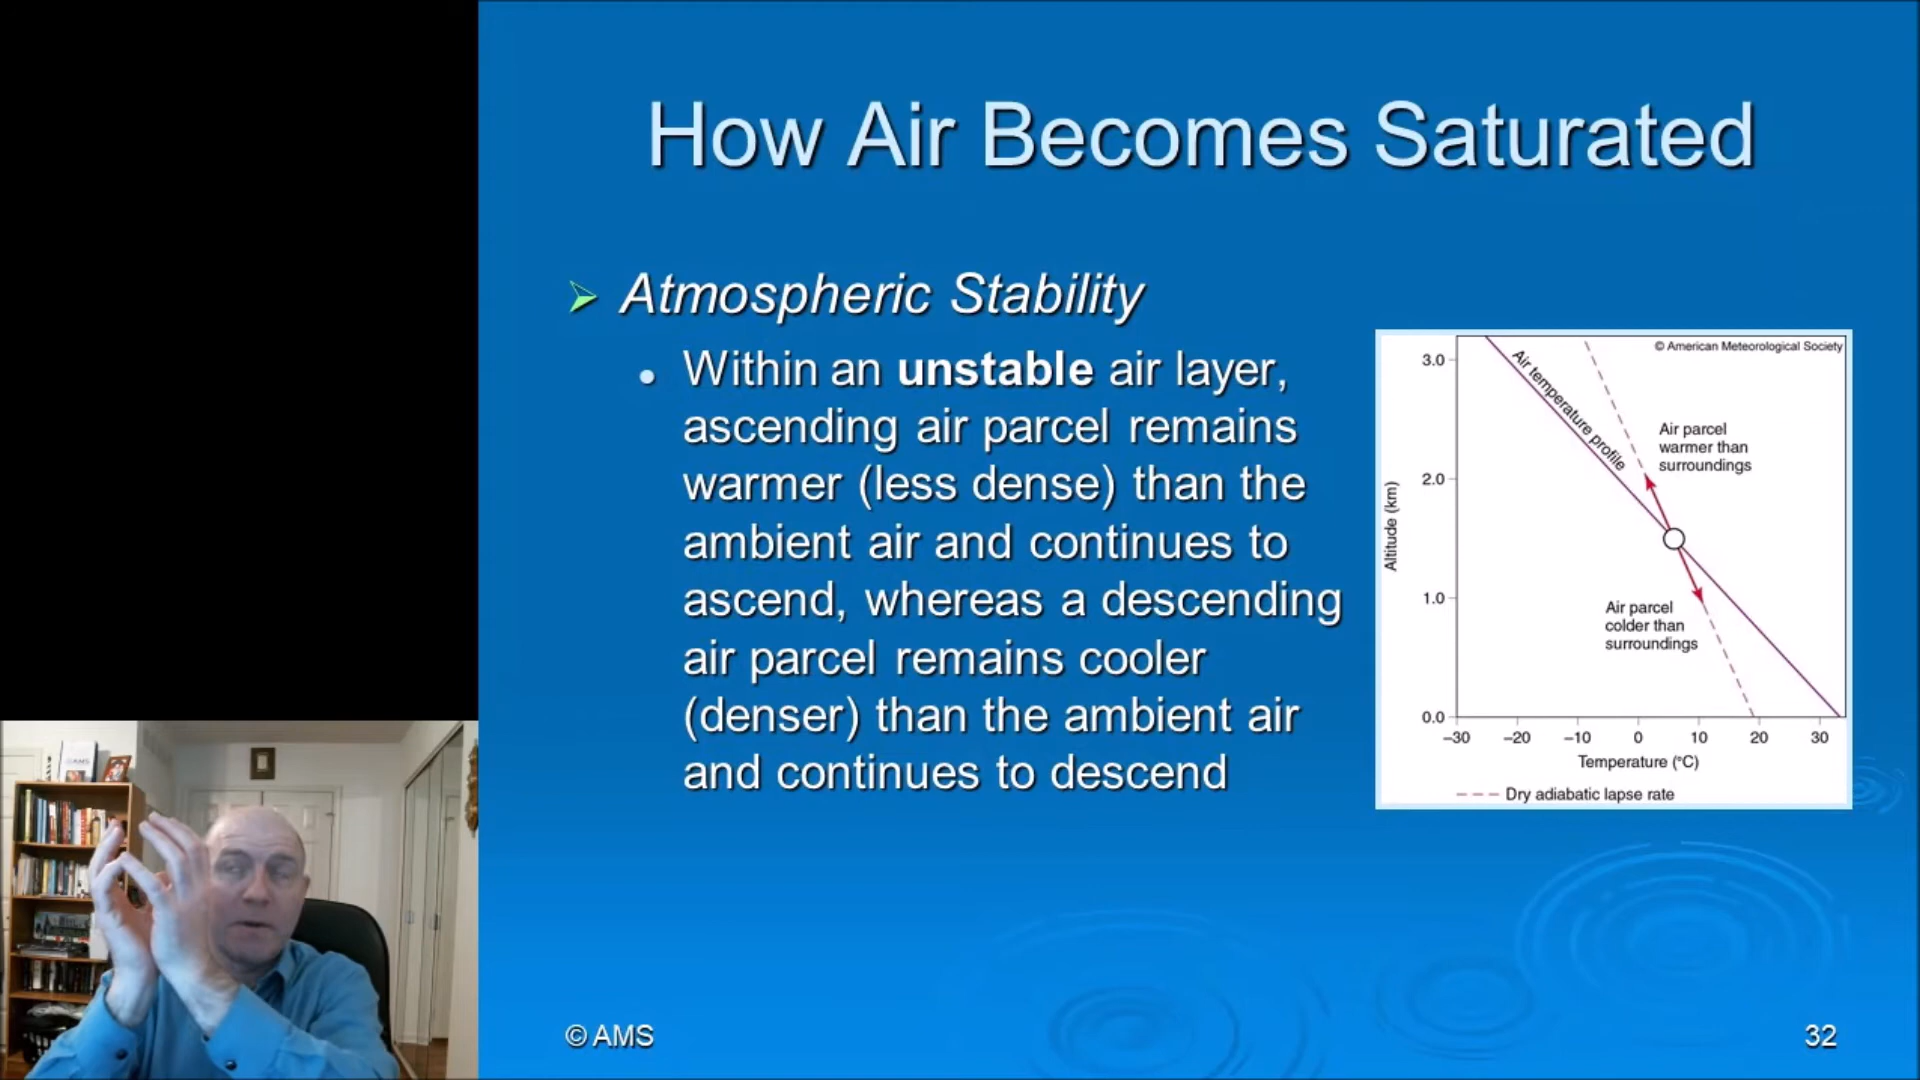 How Air Becomes Saturated
Atmospheric Stability
Within an unstable air layer,
ascending air parcel remains
warmer (less dense) than the
ambient air and continues to
ascend, whereas a descending
air parcel remains cooler
(denser) than the ambient air
and continues to descend
© American Meteorological Society
Air temperature profile
Air parcel
warmer than
surroundings
Air parcel
colder than
surroundings
Altitude (km)
3.0
2.0
1.0
0.0
–30 –20 –10 0 10 20 30
Temperature (°C)
Dry adiabatic lapse rate
AMS
© AMS
32